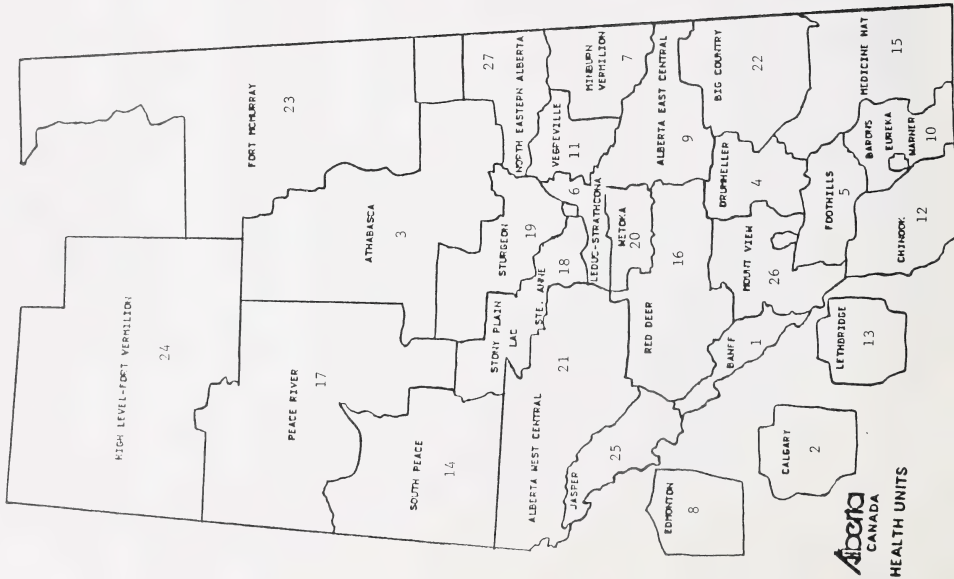 HIGH LEVEL-FORT VERMILION
24
FORT MCMURRAY
23
PEACE RIVER
17
ATHABASCA
3
SOUTH PEACE
14
27
NORTH EASTERN ALBERTA
STURGEON
19
STONY PLAIN
LAC
STE. ANNE
18
VEGREVILLE
11
MINBURN
VERMILION
7
6
LEDUC-STRATHCONA
ALBERTA WEST CENTRAL
21
WETOKA
20
ALBERTA EAST CENTRAL
9
JASPER
25
RED DEER
16
BIG COUNTRY
22
DRUMHELLER
4
MOUNT VIEW
26
BANFF
1
FOOTHILLS
5
MEDICINE HAT
15
BARONS
EUREKA
WARNER
10
CHINOOK
12
EDMONTON
8
CALGARY
2
LETHBRIDGE
13
Alberta
CANADA
HEALTH UNITS